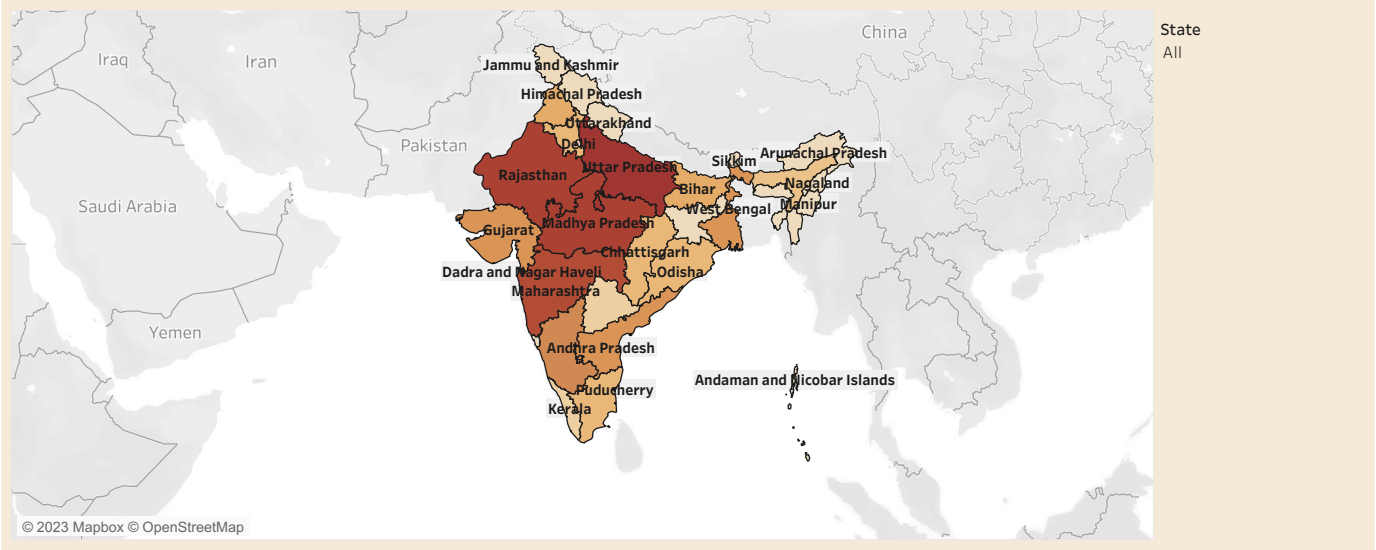 State
All
China
Iraq
Iran
Jammu and Kashmir
Himachal Pradesh
Uttarakhand
Delhi
Pakistan
Sikkim
Arunachal Pradesh
Uttar Pradesh
Rajasthan
Nagaland
Bihar
Saudi Arabia
Manipur
West Bengal
Madhya Pradesh
Gujarat
Chhattisgarh
Dadra and Nagar Haveli
Odisha
Maharashtra
Yemen
Andhra Pradesh
Andaman and Nicobar Islands
Puducherry
Kerala
© 2023 Mapbox © OpenStreetMap